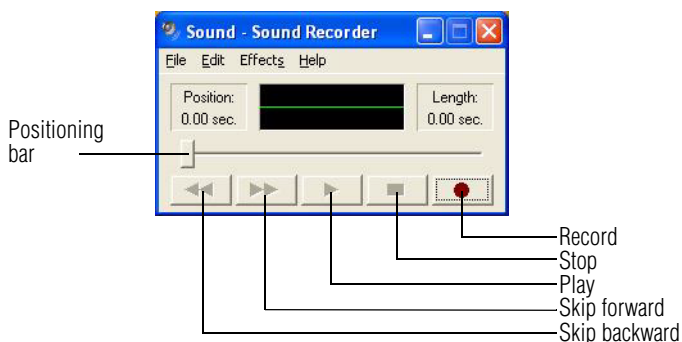 Sound - Sound Recorder
File Edit Effects Help
Position:
0.00 sec.
Length:
0.00 sec.
Positioning
bar
Record
Stop
Play
Skip forward
Skip backward